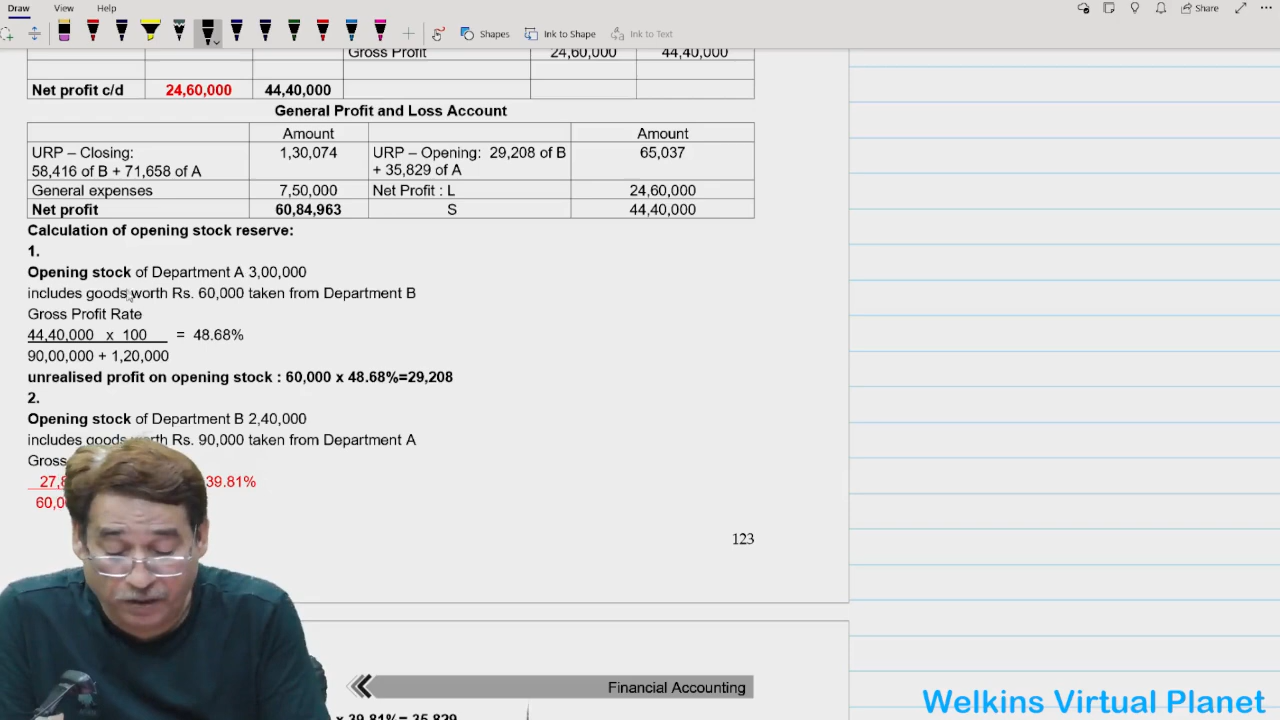 Draw View Help Share
Shapes Ink to Shape Ink to Text
Gross Profit 24,60,000 44,40,000
Net profit c/d 24,60,000 44,40,000
General Profit and Loss Account
Amount Amount
URP – Closing: 1,30,074 URP – Opening: 29,208 of B 65,037
58,416 of B + 71,658 of A + 35,829 of A
General expenses 7,50,000 Net Profit : L 24,60,000
Net profit 60,84,963 S 44,40,000
Calculation of opening stock reserve:
1.
Opening stock of Department A 3,00,000
includes goods worth Rs. 60,000 taken from Department B
Gross Profit Rate
44,40,000 x 100 = 48.68%
90,00,000 + 1,20,000
unrealised profit on opening stock : 60,000 x 48.68%=29,208
2.
Opening stock of Department B 2,40,000
includes goods worth Rs. 90,000 taken from Department A
Gross
39.81%
123
Financial Accounting
x 39.81%= 35,829
Welkins Virtual Planet